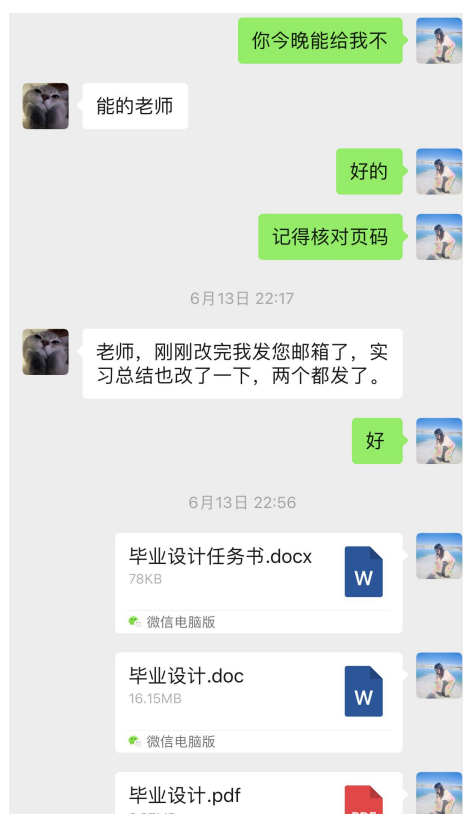 你今晚能给我不
能的老师
好的
记得核对页码
6月13日 22:17
老师，刚刚改完我发您邮箱了，实
习总结也改了一下，两个都发了。
好
6月13日 22:56
毕业设计任务书.docx
78KB
W
微信电脑版
毕业设计.doc
16.15MB
W
微信电脑版
毕业设计.pdf